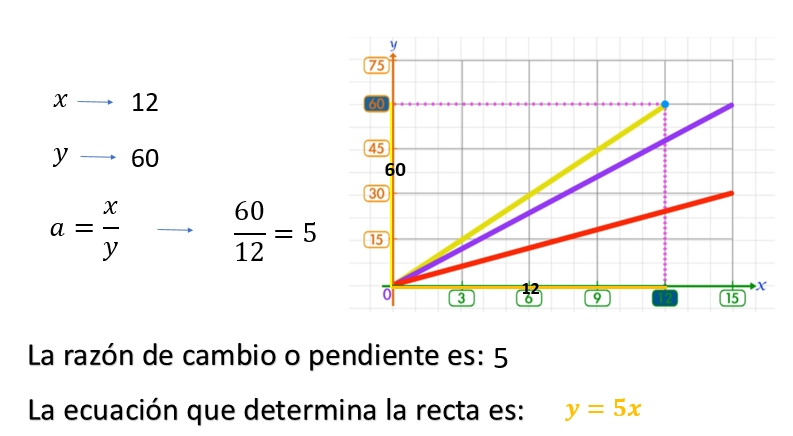 x → 12
y → 60
a = x/y → 60/12 = 5
y
75
60
45
60
30
15
0
3
6
12
9
12
15
x
La razón de cambio o pendiente es: 5
La ecuación que determina la recta es: y = 5x